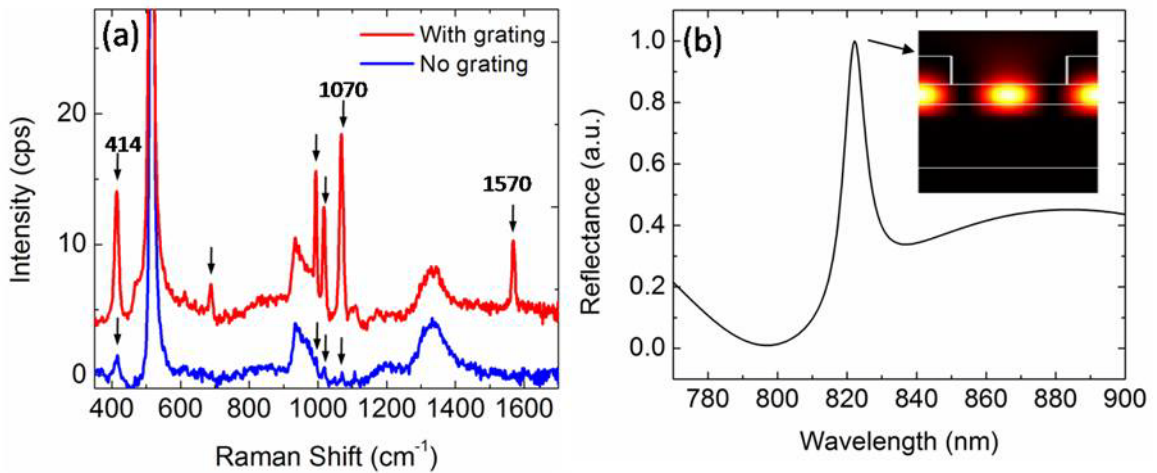 (a)
With grating
No grating
414
1070
1570
20
10
0
Intensity (cps)
400 600 800 1000 1200 1400 1600
Raman Shift (cm⁻¹)
(b)
1.0
0.8
0.6
0.4
0.2
0.0
Reflectance (a.u.)
780 800 820 840 860 880 900
Wavelength (nm)